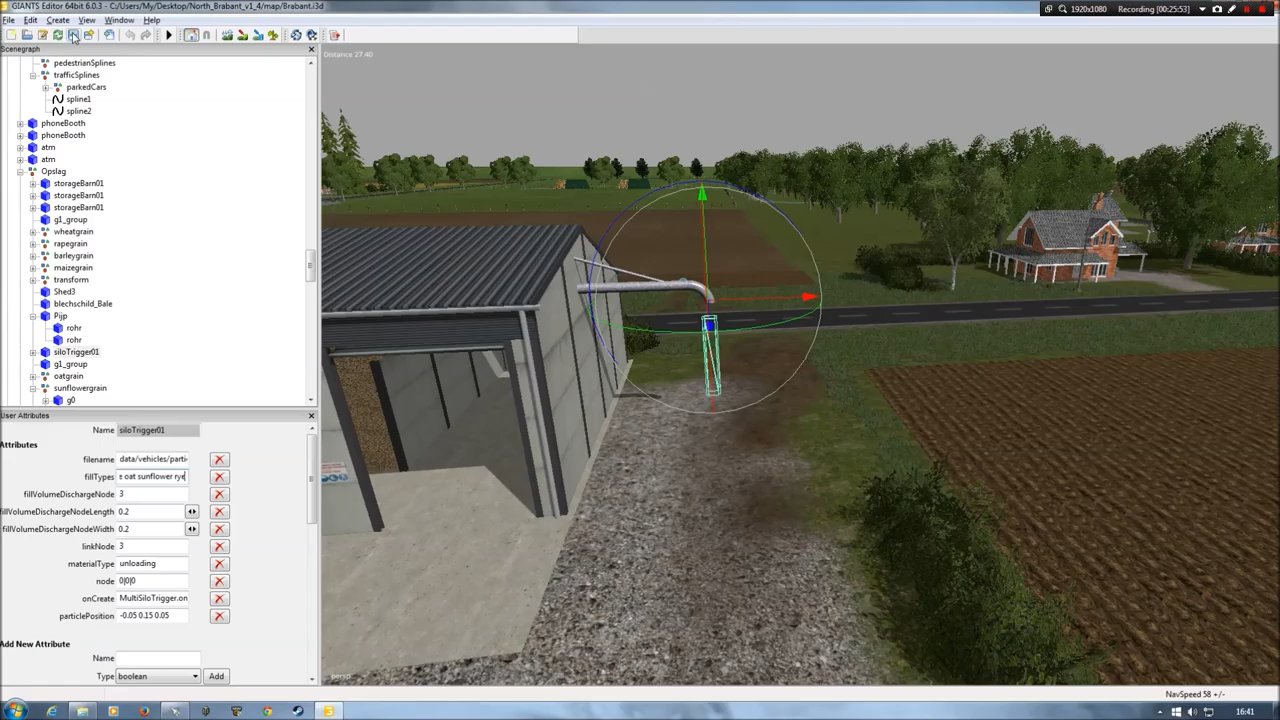 GIANTS Editor 64bit 6.0.3 - C:/Users/My/Desktop/North_Brabant_v1_4/map/Brabant.i3d
1920x1080
Recording [00:25:53]
File Edit Create View Window Help
Scenegraph
Distance 27.40
pedestrianSplines
trafficSplines
parkedCars
spline1
spline2
phoneBooth
phoneBooth
atm
atm
Opslag
storageBarn01
storageBarn01
storageBarn01
g1_group
wheatgrain
rapegrain
barleygrain
maizegrain
transform
Shed3
blechschild_Bale
Pijp
rohr
rohr
siloTrigger01
g1_group
oatgrain
sunflowergrain
g0
User Attributes
Name siloTrigger01
Attributes
filename data/vehicles/parti
fillTypes e oat sunflower rye
fillVolumeDischargeNode 3
fillVolumeDischargeNodeLength 0.2
fillVolumeDischargeNodeWidth 0.2
linkNode 3
materialType unloading
node 0|0|0
onCreate MultiSiloTrigger.on
particlePosition -0.05 0.15 0.05
Add New Attribute
Name
Type boolean Add
persp
NavSpeed 58 +/-
16:41